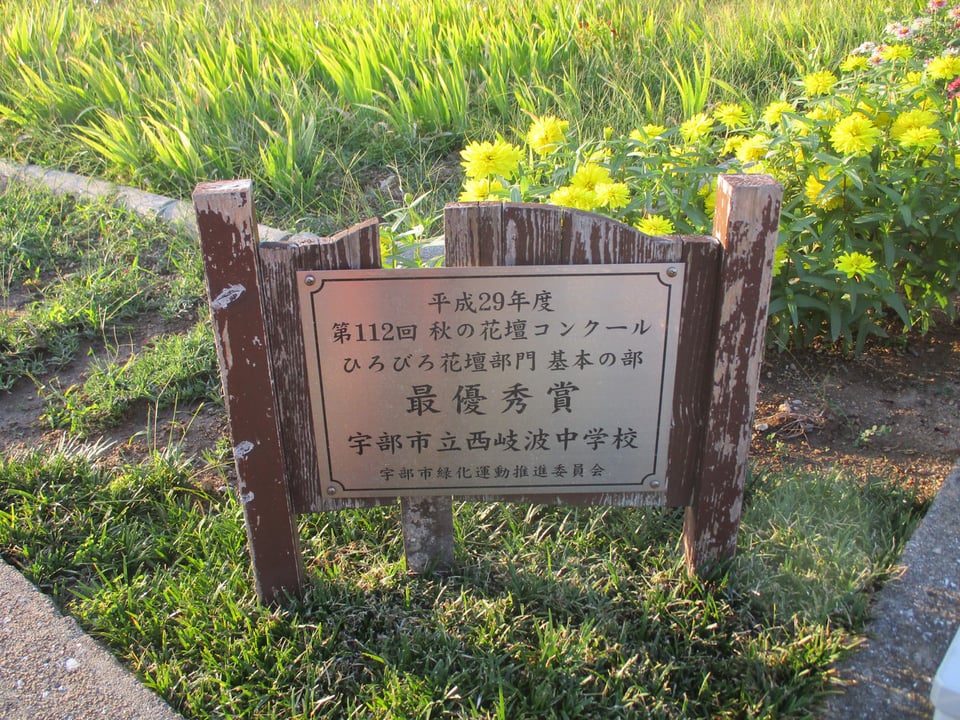 平成29年度
第112回 秋の花壇コンクール
ひろびろ花壇部門 基本の部
最優秀賞
宇部市立西岐波中学校
宇部市緑化運動推進委員会